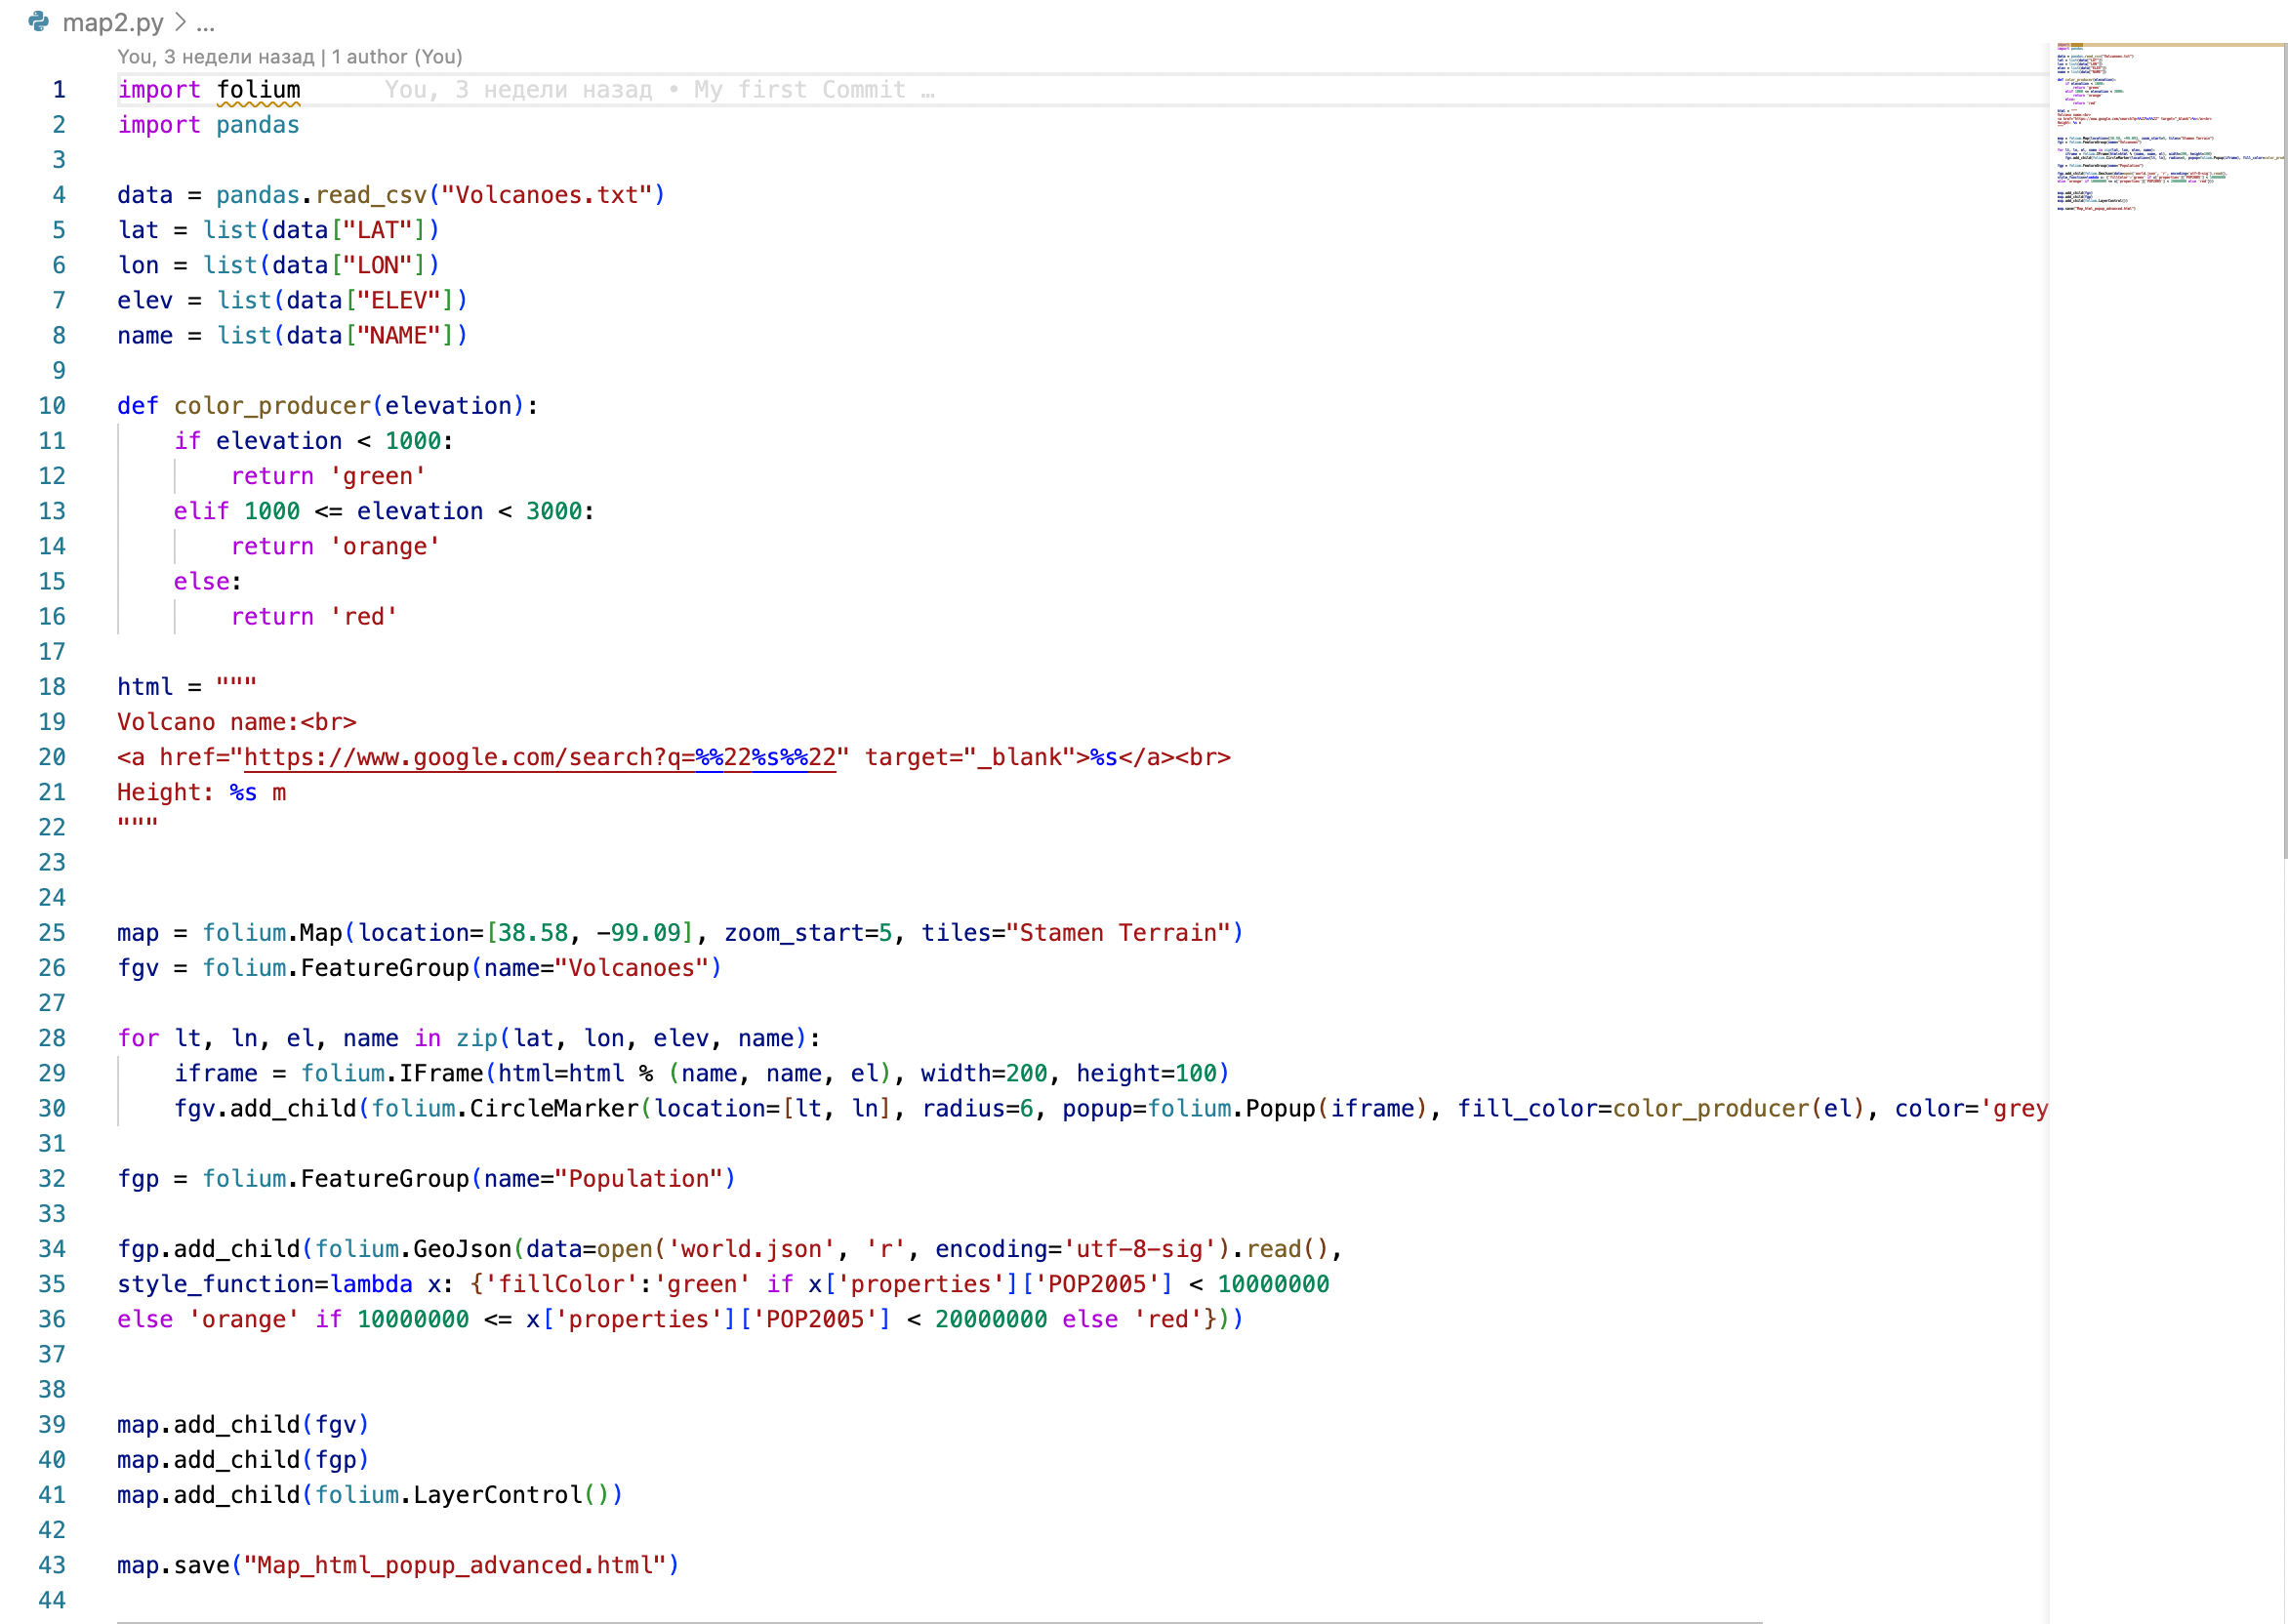 map2.py > ...
You, 3 недели назад | 1 author (You)
1 import folium You, 3 недели назад • My first Commit …
2 import pandas
3
4 data = pandas.read_csv("Volcanoes.txt")
5 lat = list(data["LAT"])
6 lon = list(data["LON"])
7 elev = list(data["ELEV"])
8 name = list(data["NAME"])
9
10 def color_producer(elevation):
11     if elevation < 1000:
12         return 'green'
13     elif 1000 <= elevation < 3000:
14         return 'orange'
15     else:
16         return 'red'
17
18 html = """
19 Volcano name:<br>
20 <a href="https://www.google.com/search?q=%%22%s%%22" target="_blank">%s</a><br>
21 Height: %s m
22 """
23
24
25 map = folium.Map(location=[38.58, -99.09], zoom_start=5, tiles="Stamen Terrain")
26 fgv = folium.FeatureGroup(name="Volcanoes")
27
28 for lt, ln, el, name in zip(lat, lon, elev, name):
29     iframe = folium.IFrame(html=html % (name, name, el), width=200, height=100)
30     fgv.add_child(folium.CircleMarker(location=[lt, ln], radius=6, popup=folium.Popup(iframe), fill_color=color_producer(el), color='grey
31
32 fgp = folium.FeatureGroup(name="Population")
33
34 fgp.add_child(folium.GeoJson(data=open('world.json', 'r', encoding='utf-8-sig').read(),
35 style_function=lambda x: {'fillColor':'green' if x['properties']['POP2005'] < 10000000
36 else 'orange' if 10000000 <= x['properties']['POP2005'] < 20000000 else 'red'}))
37
38
39 map.add_child(fgv)
40 map.add_child(fgp)
41 map.add_child(folium.LayerControl())
42
43 map.save("Map_html_popup_advanced.html")
44